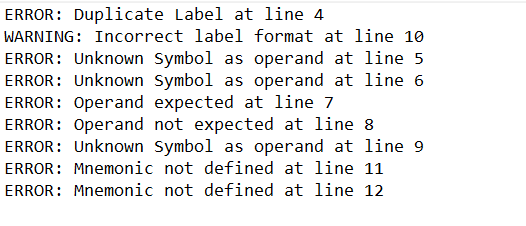 ERROR: Duplicate Label at line 4
WARNING: Incorrect label format at line 10
ERROR: Unknown Symbol as operand at line 5
ERROR: Unknown Symbol as operand at line 6
ERROR: Operand expected at line 7
ERROR: Operand not expected at line 8
ERROR: Unknown Symbol as operand at line 9
ERROR: Mnemonic not defined at line 11
ERROR: Mnemonic not defined at line 12